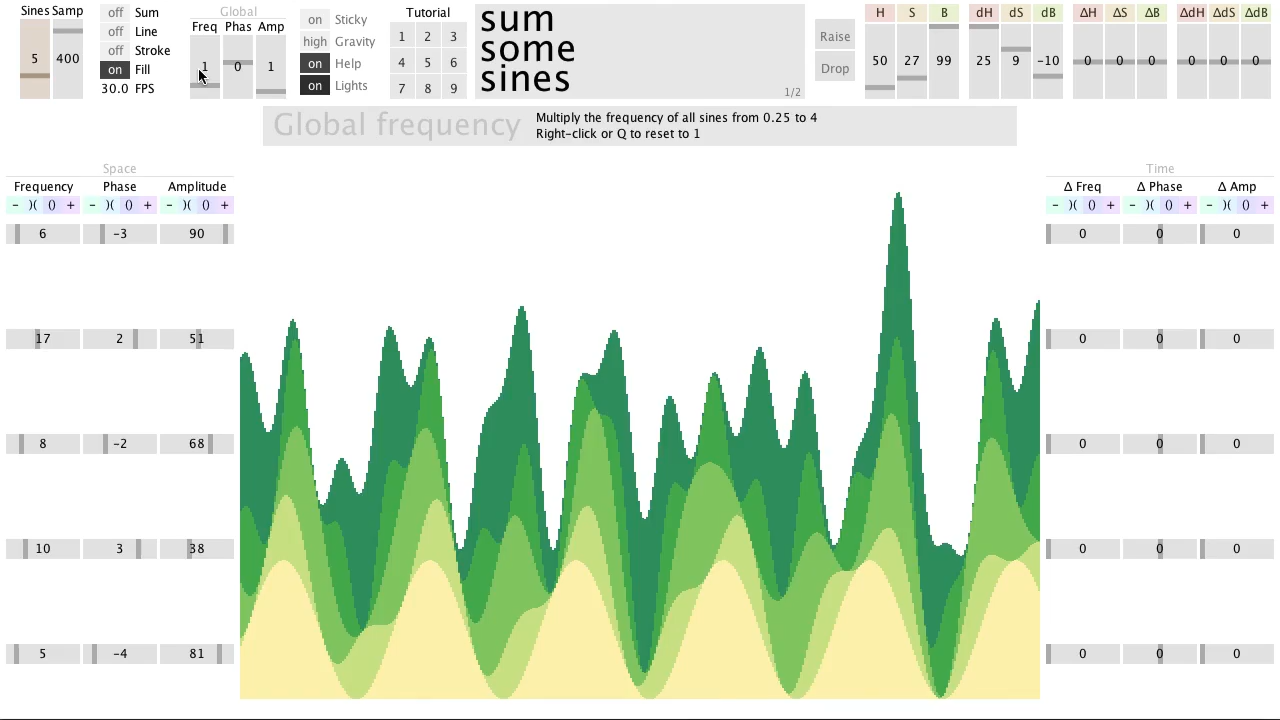 Sines Samp
5 400
off Sum
off Line
off Stroke
on Fill
30.0 FPS
Global
Freq Phas Amp
1 0 1
on Sticky
high Gravity
on Help
on Lights
Tutorial
1 2 3
4 5 6
7 8 9
sum
some
sines
1/2
Raise
Drop
H S B dH dS dB ΔH ΔS ΔB ΔdH ΔdS ΔdB
50 27 99 25 9 -10 0 0 0 0 0 0
Global frequency
Multiply the frequency of all sines from 0.25 to 4
Right-click or Q to reset to 1
Space
Frequency Phase Amplitude
- )( () + - )( () + - )( () +
6 -3 90
17 2 51
8 -2 68
10 3 38
5 -4 81
Time
Δ Freq Δ Phase Δ Amp
- )( () + - )( () + - )( () +
0 0 0
0 0 0
0 0 0
0 0 0
0 0 0